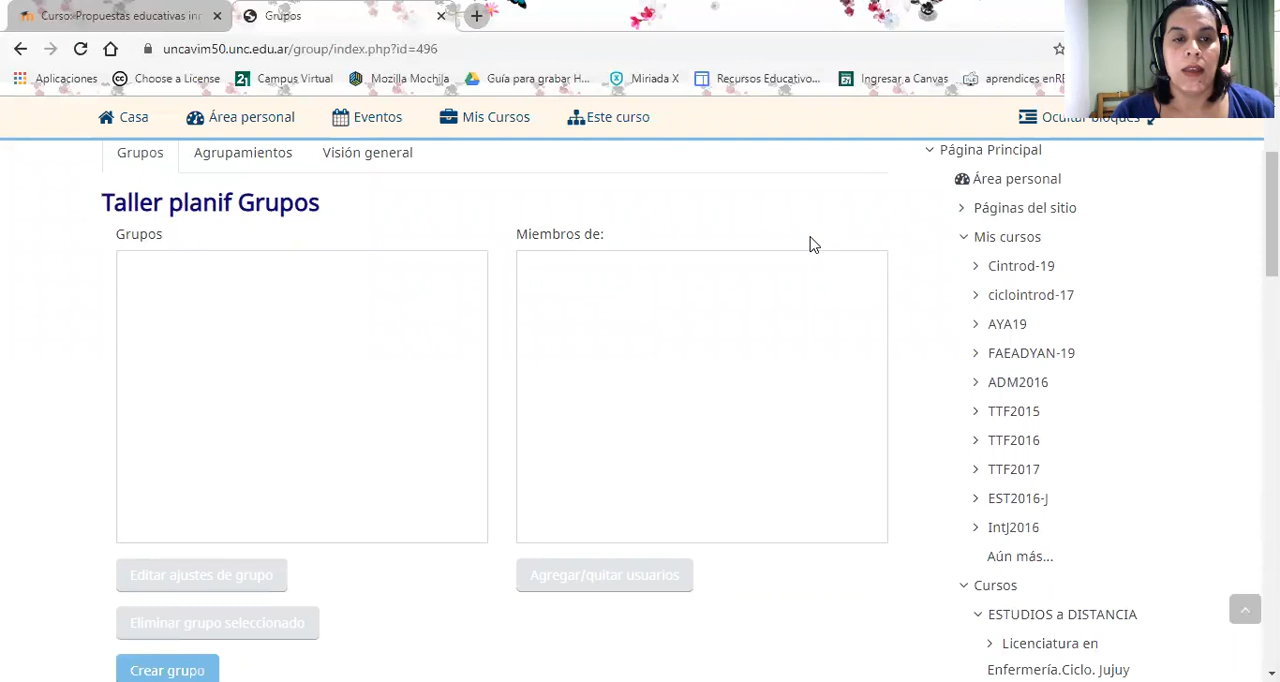 Curso: Propuestas educativas inn
Grupos
uncavim50.unc.edu.ar/group/index.php?id=496
Aplicaciones
Choose a License
Campus Virtual
Mozilla Mochila
Guía para grabar H...
Miriada X
Recursos Educativo...
Ingresar a Canvas
aprendices enRE
Casa
Área personal
Eventos
Mis Cursos
Este curso
Ocultar bloques
Grupos
Agrupamientos
Visión general
Taller planif Grupos
Grupos
Miembros de:
Editar ajustes de grupo
Agregar/quitar usuarios
Eliminar grupo seleccionado
Crear grupo
Página Principal
Área personal
Páginas del sitio
Mis cursos
Cintrod-19
ciclointrod-17
AYA19
FAEADYAN-19
ADM2016
TTF2015
TTF2016
TTF2017
EST2016-J
IntJ2016
Aún más...
Cursos
ESTUDIOS a DISTANCIA
Licenciatura en
Enfermería.Ciclo. Jujuy